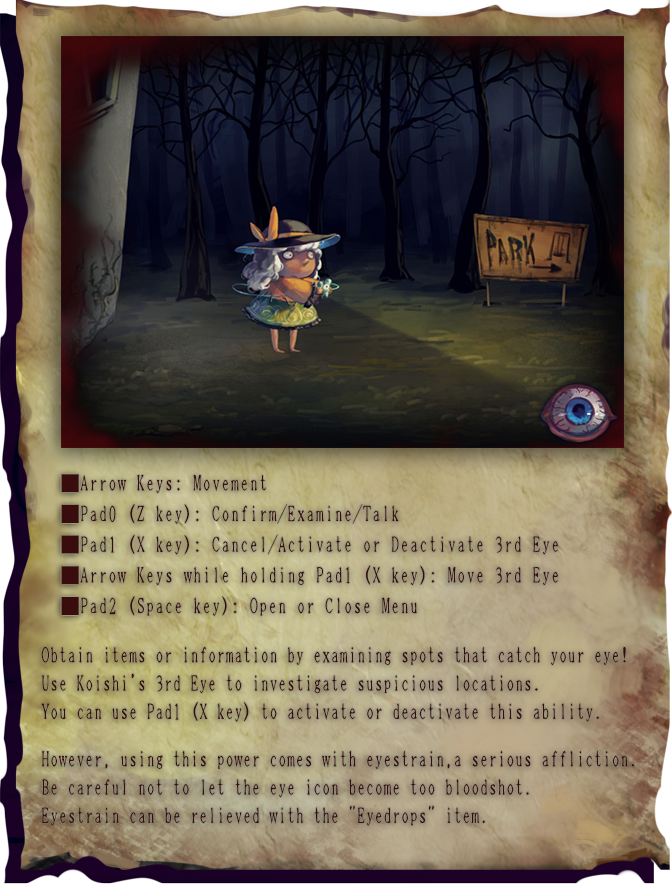 PARK
■Arrow Keys: Movement
■Pad0 (Z key): Confirm/Examine/Talk
■Pad1 (X key): Cancel/Activate or Deactivate 3rd Eye
■Arrow Keys while holding Pad1 (X key): Move 3rd Eye
■Pad2 (Space key): Open or Close Menu
Obtain items or information by examining spots that catch your eye!
Use Koishi's 3rd Eye to investigate suspicious locations.
You can use Pad1 (X key) to activate or deactivate this ability.
However, using this power comes with eyestrain,a serious affliction.
Be careful not to let the eye icon become too bloodshot.
Eyestrain can be relieved with the "Eyedrops" item.